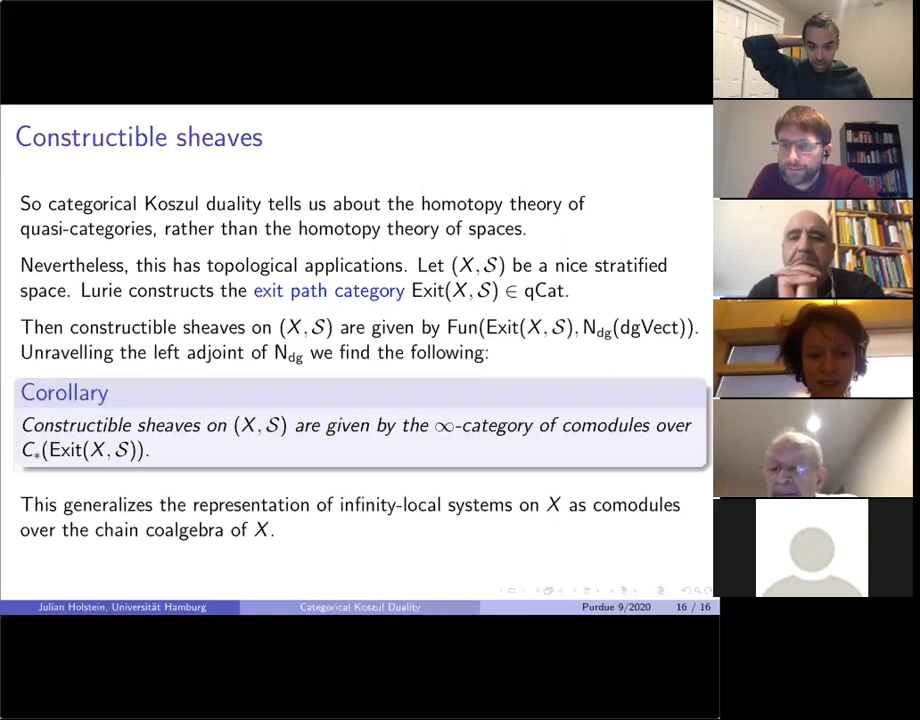 Constructible sheaves
So categorical Koszul duality tells us about the homotopy theory of
quasi-categories, rather than the homotopy theory of spaces.
Nevertheless, this has topological applications. Let (X, 𝒮) be a nice stratified
space. Lurie constructs the exit path category Exit(X, 𝒮) ∈ qCat.
Then constructible sheaves on (X, 𝒮) are given by Fun(Exit(X, 𝒮), N_dg(dgVect)).
Unravelling the left adjoint of N_dg we find the following:
Corollary
Constructible sheaves on (X, 𝒮) are given by the ∞-category of comodules over
C_*(Exit(X, 𝒮)).
This generalizes the representation of infinity-local systems on X as comodules
over the chain coalgebra of X.
Julian Holstein, Universität Hamburg Categorical Koszul Duality Purdue 9/2020 16 / 16